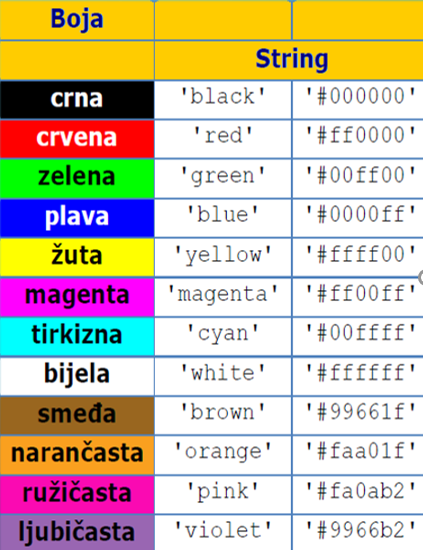 Boja
String
crna 'black' '#000000'
crvena 'red' '#ff0000'
zelena 'green' '#00ff00'
plava 'blue' '#0000ff'
žuta 'yellow' '#ffff00'
magenta 'magenta' '#ff00ff'
tirkizna 'cyan' '#00ffff'
bijela 'white' '#ffffff'
smeđa 'brown' '#99661f'
narančasta 'orange' '#faa01f'
ružičasta 'pink' '#fa0ab2'
ljubičasta 'violet' '#9966b2'